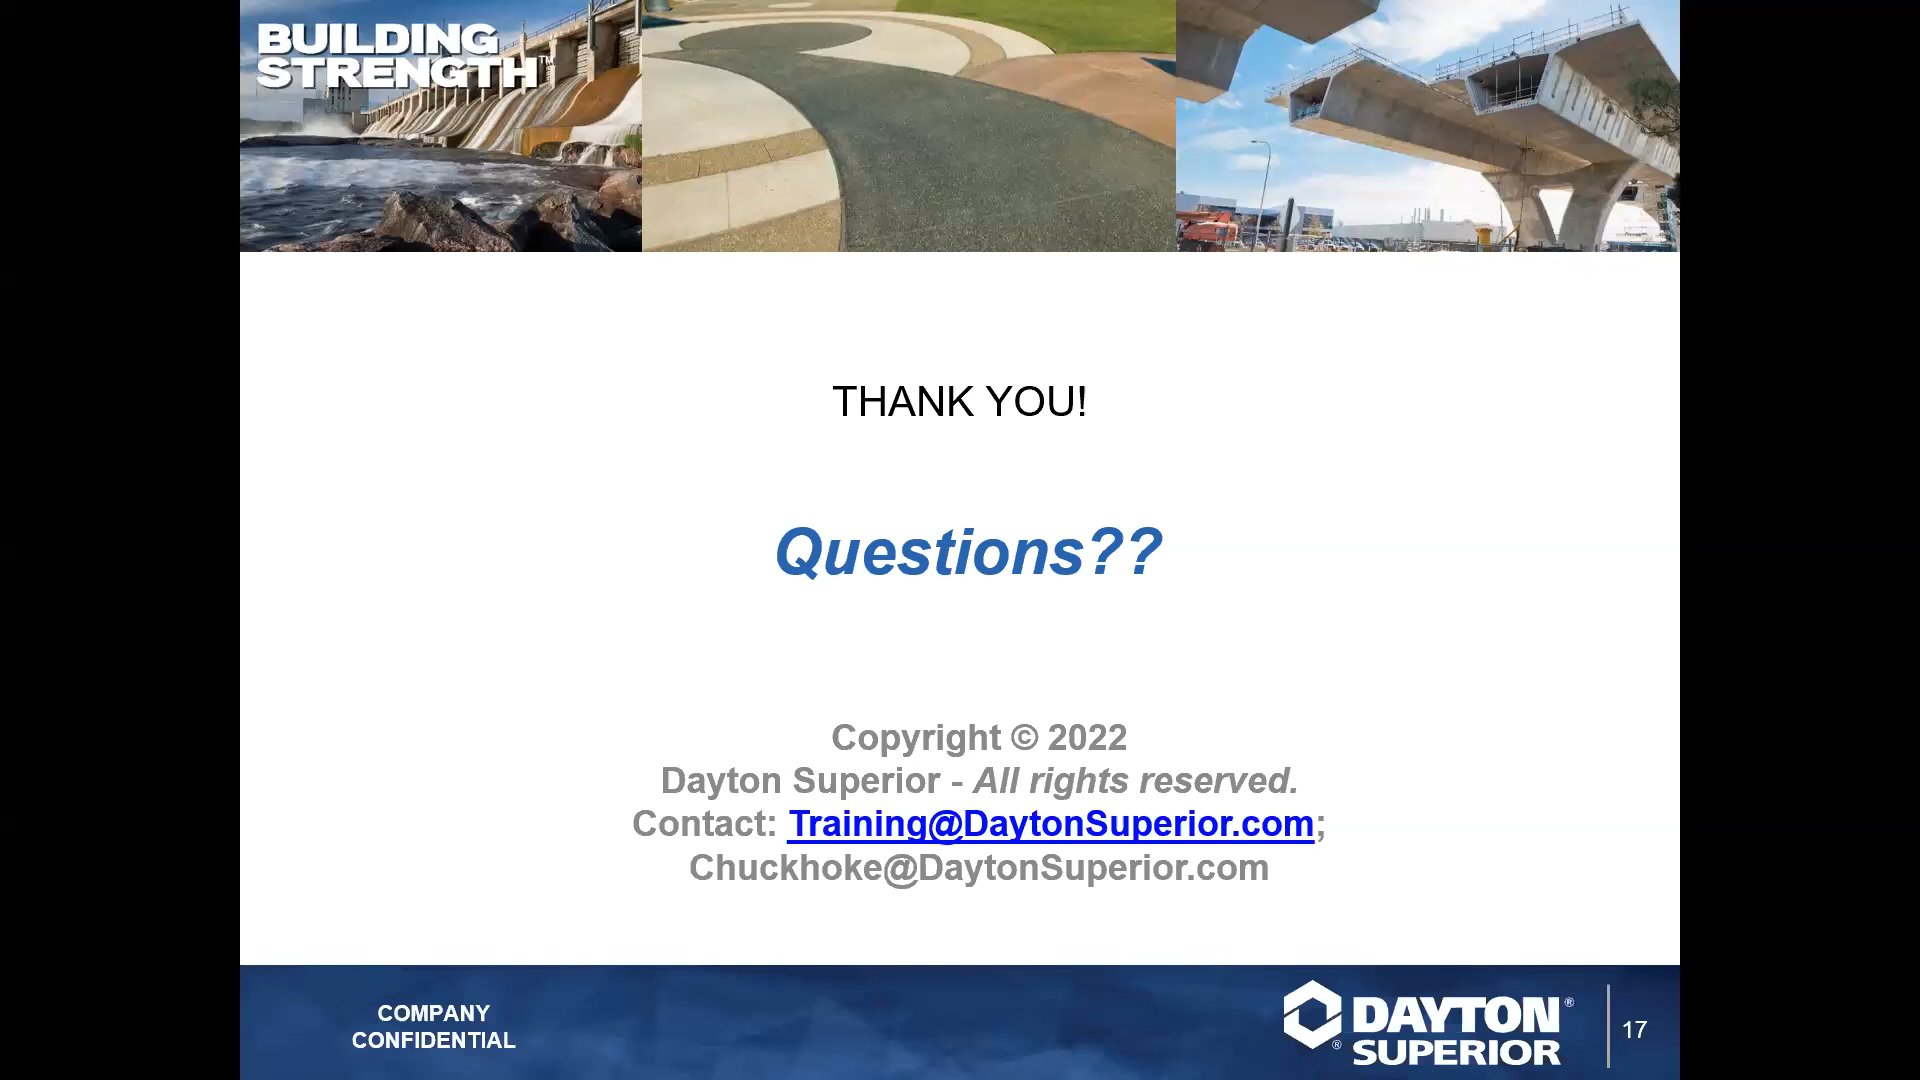 BUILDING
STRENGTH™
THANK YOU!
Questions??
Copyright © 2022
Dayton Superior - All rights reserved.
Contact: Training@DaytonSuperior.com;
Chuckhoke@DaytonSuperior.com
COMPANY
CONFIDENTIAL
DAYTON®
SUPERIOR
®
17